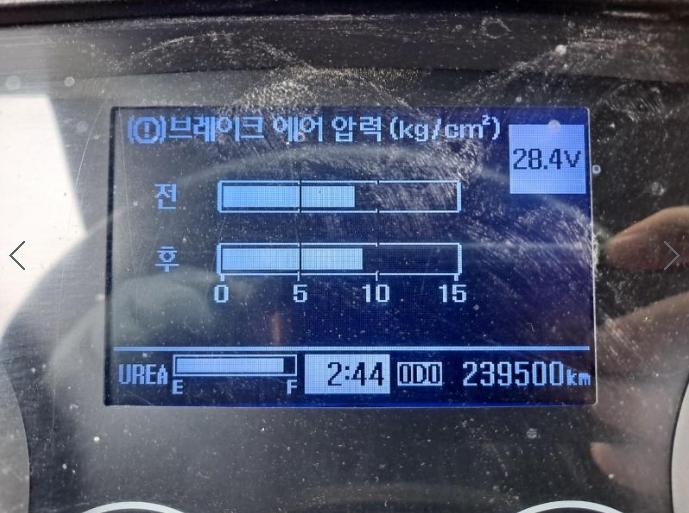 (!)브레이크 에어 압력(kg/cm²)
28.4V
전
후
0 5 10 15
UREA E F 2:44 ODO 239500km